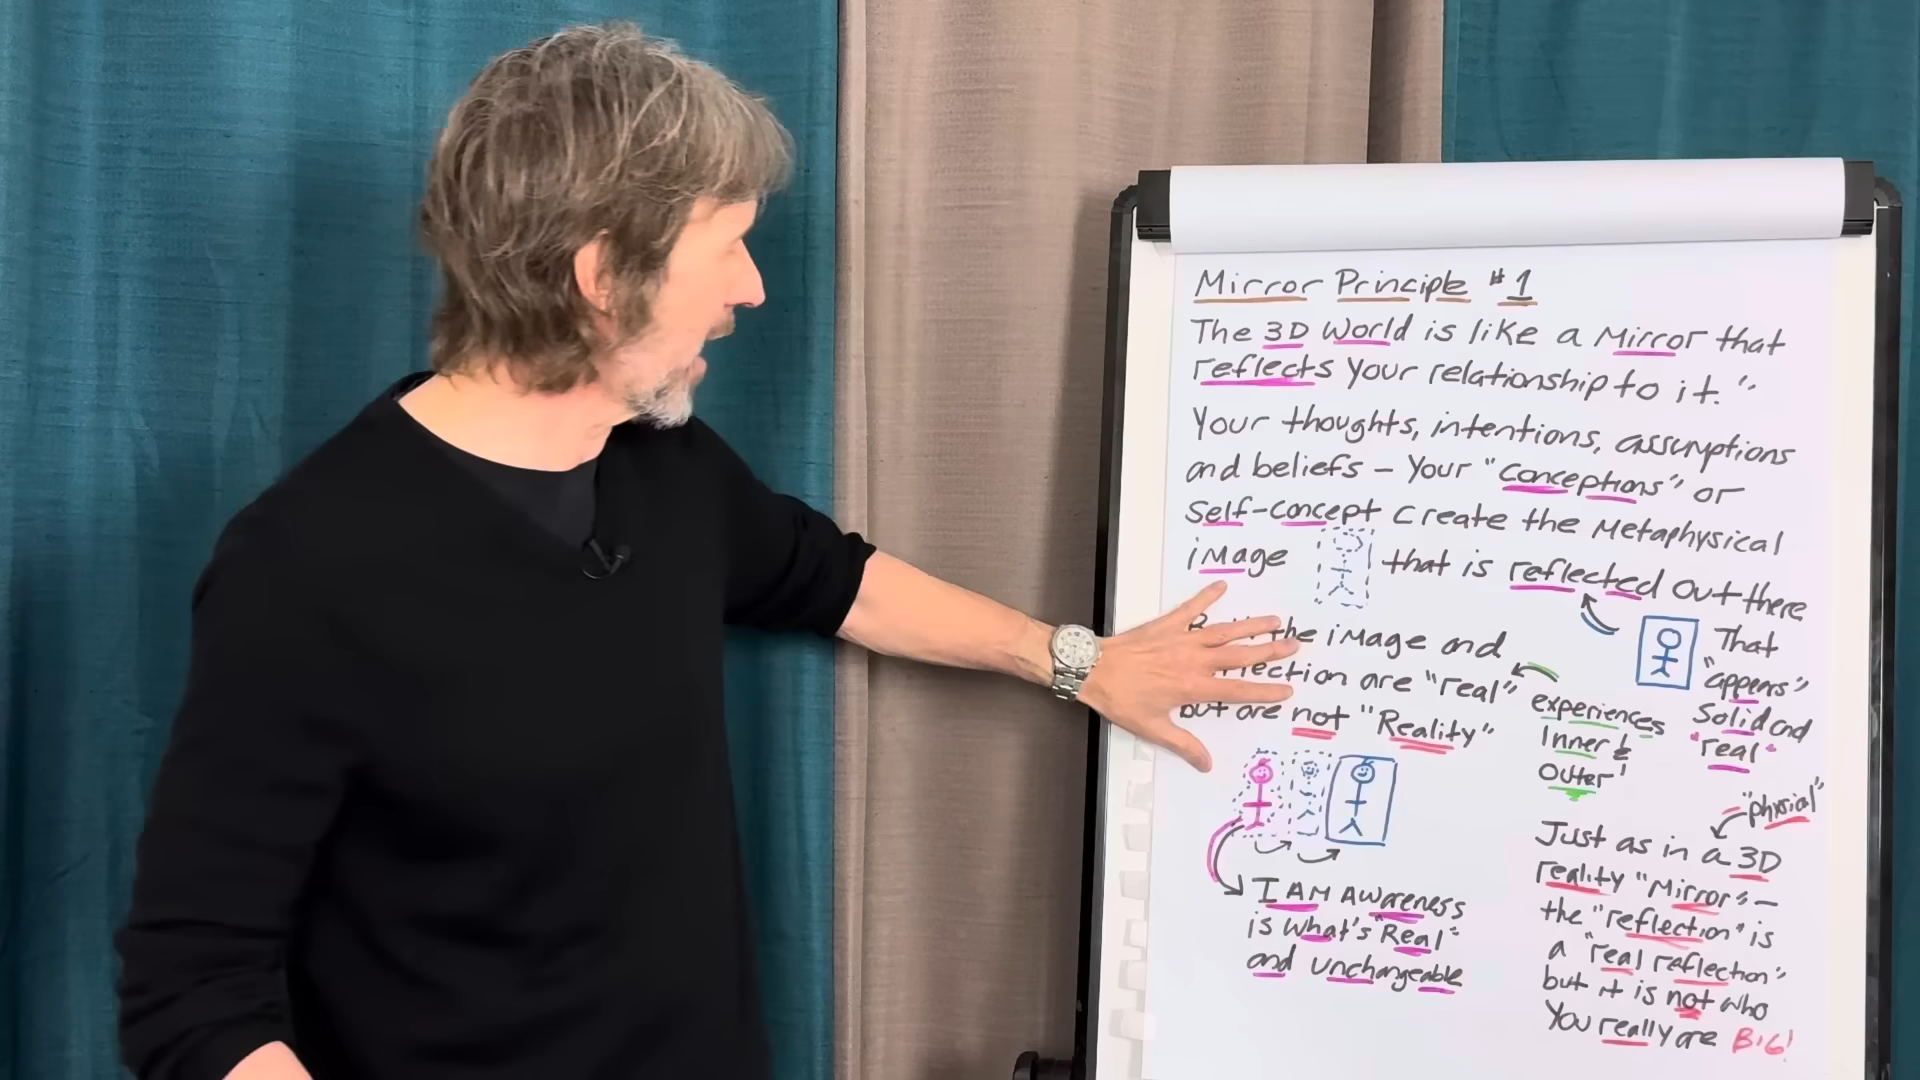 Mirror Principle #1
The 3D World is like a Mirror that
reflects your relationship to it."
Your thoughts, intentions, assumptions
and beliefs – Your "conceptions" or
Self-concept create the Metaphysical
iMage that is reflected out there
the iMage and
are "real"
but are not "Reality"
experiences
Inner &
Outer
That
"appears"
Solid and
"real"
I AM AWareness
is what's "Real"
and unchangeable
"phxsial"
Just as in a 3D
reality "Mirror" –
the "reflection" is
a "real reflection"
but it is not who
You really are BIG!